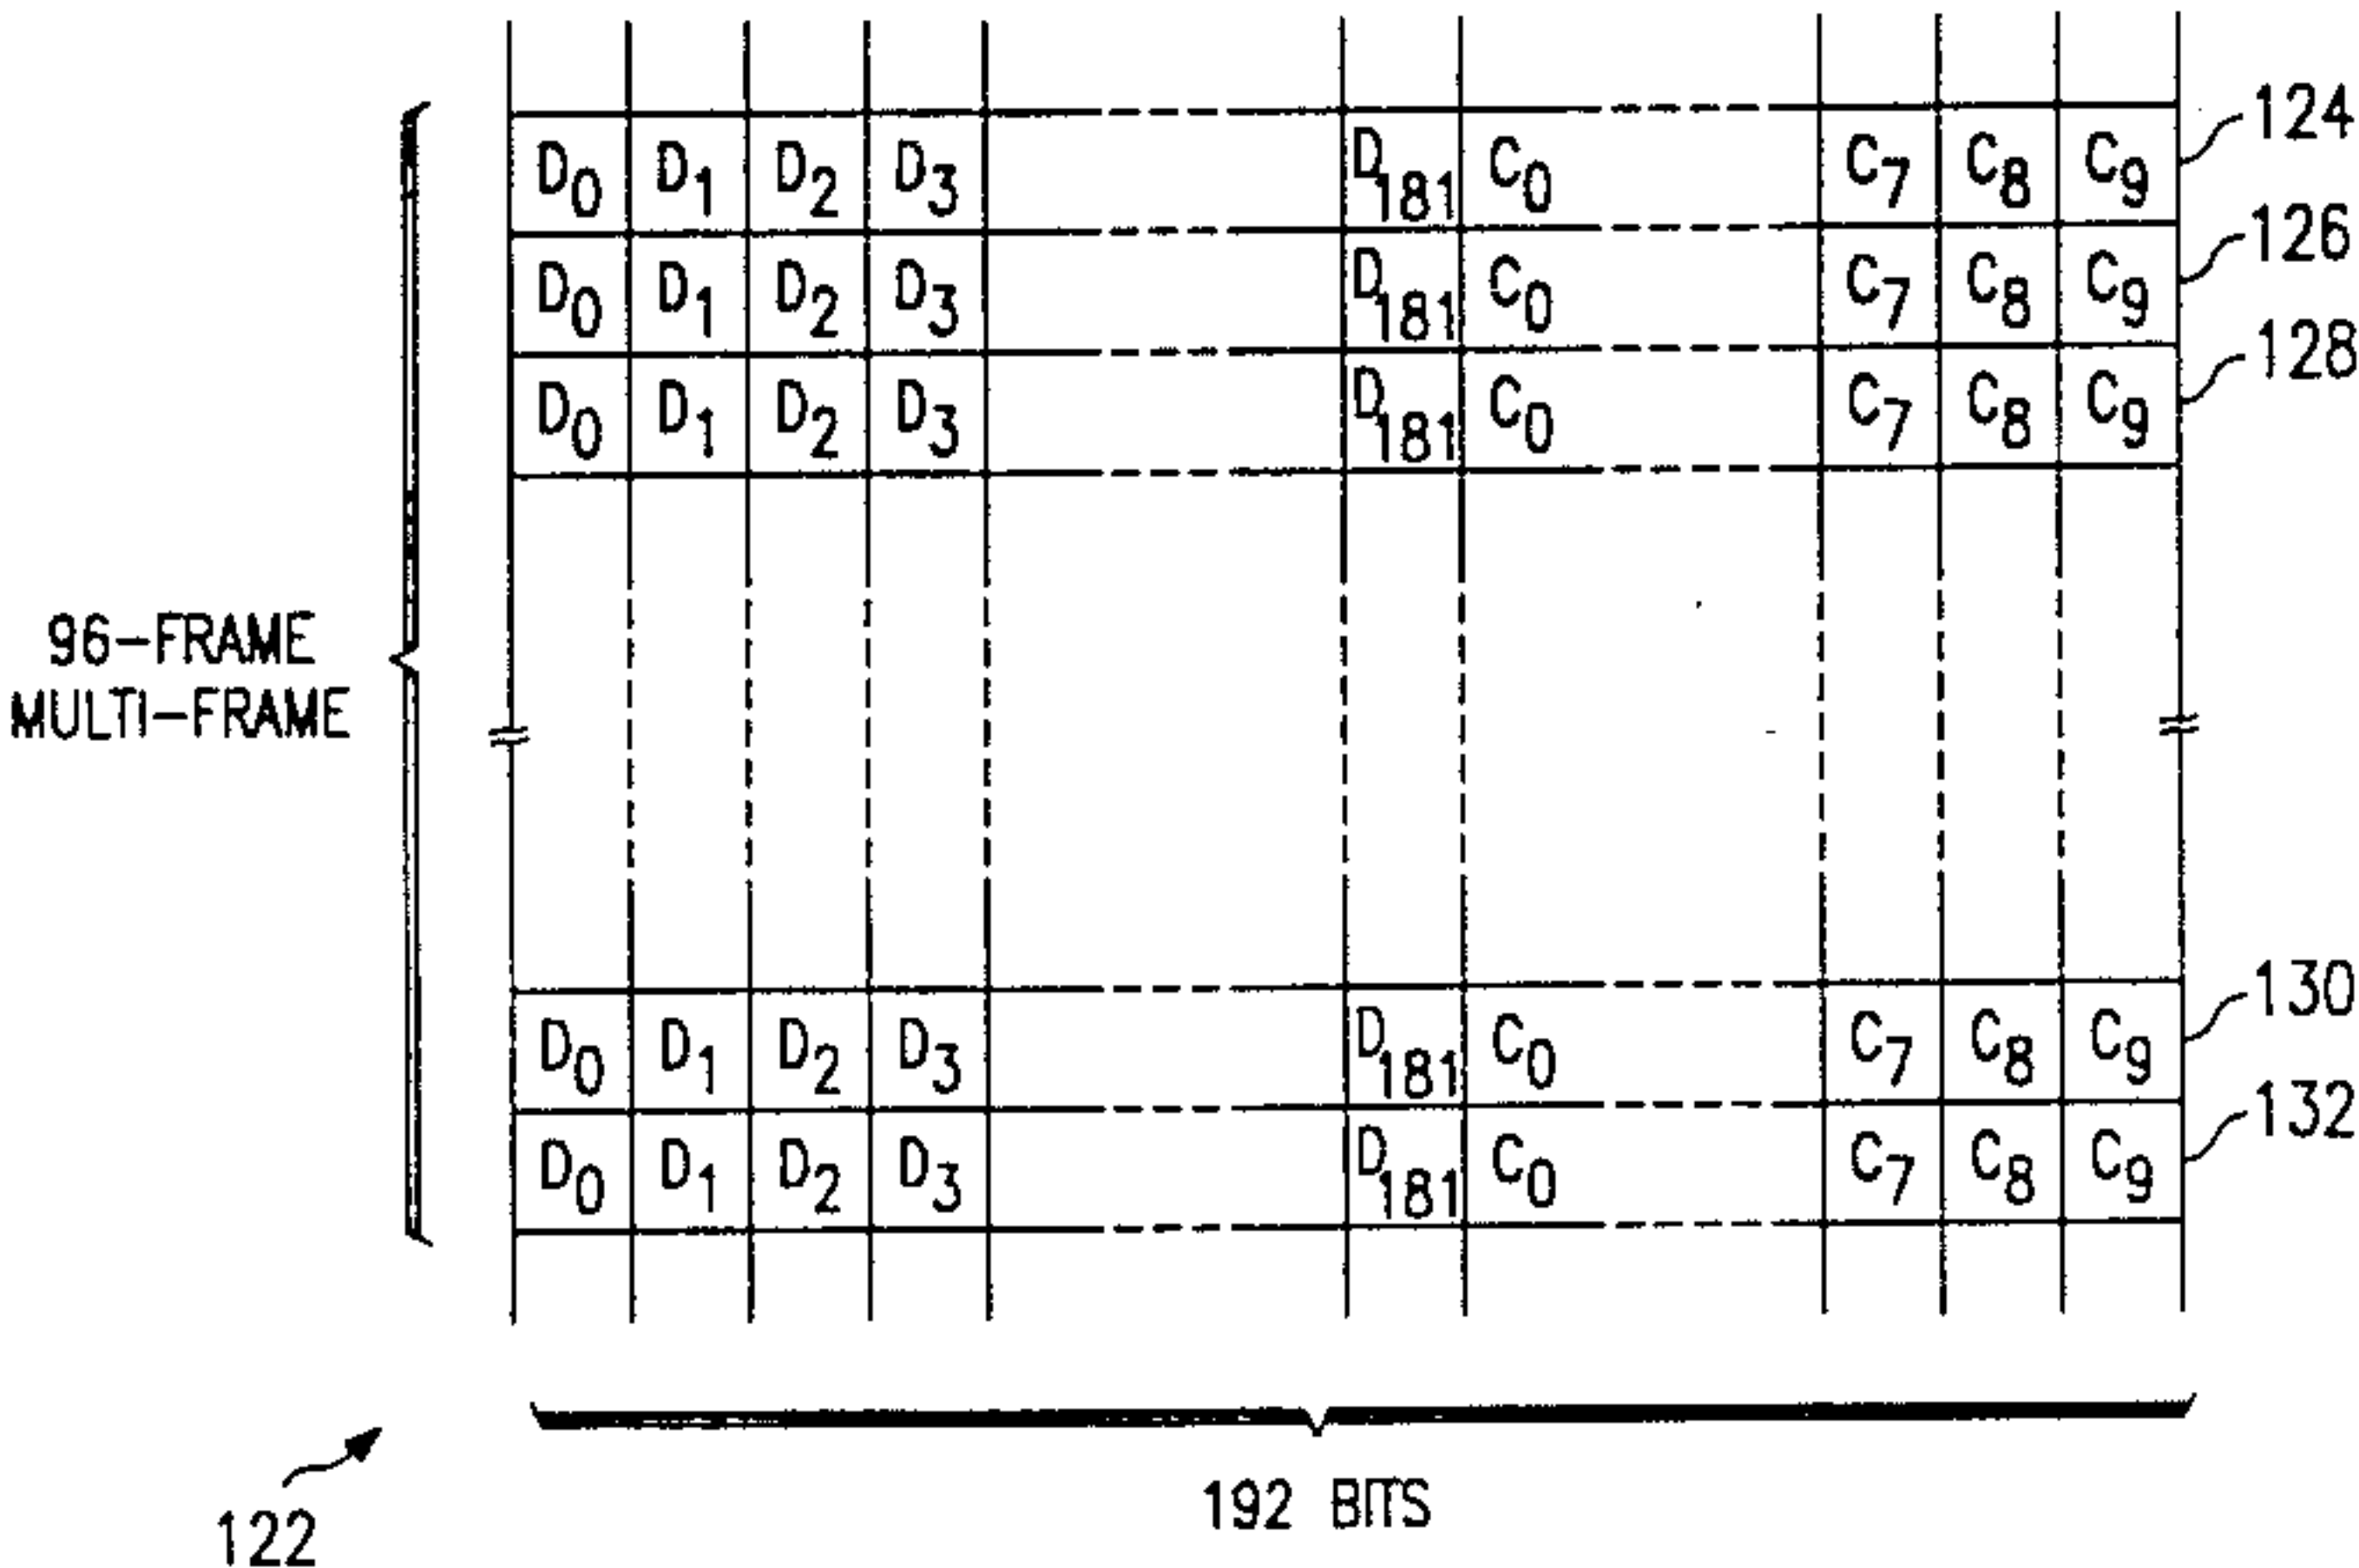 D0 D1 D2 D3 D181 C0 C7 C8 C9 124
D0 D1 D2 D3 D181 C0 C7 C8 C9 126
D0 D1 D2 D3 D181 C0 C7 C8 C9 128
96-FRAME
MULTI-FRAME
D0 D1 D2 D3 D181 C0 C7 C8 C9 130
D0 D1 D2 D3 D181 C0 C7 C8 C9 132
192 BITS
122